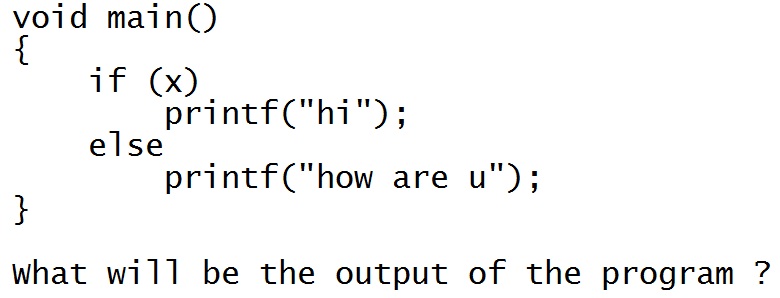 void main()
{
if (x)
printf("hi");
else
printf("how are u");
}
What will be the output of the program ?